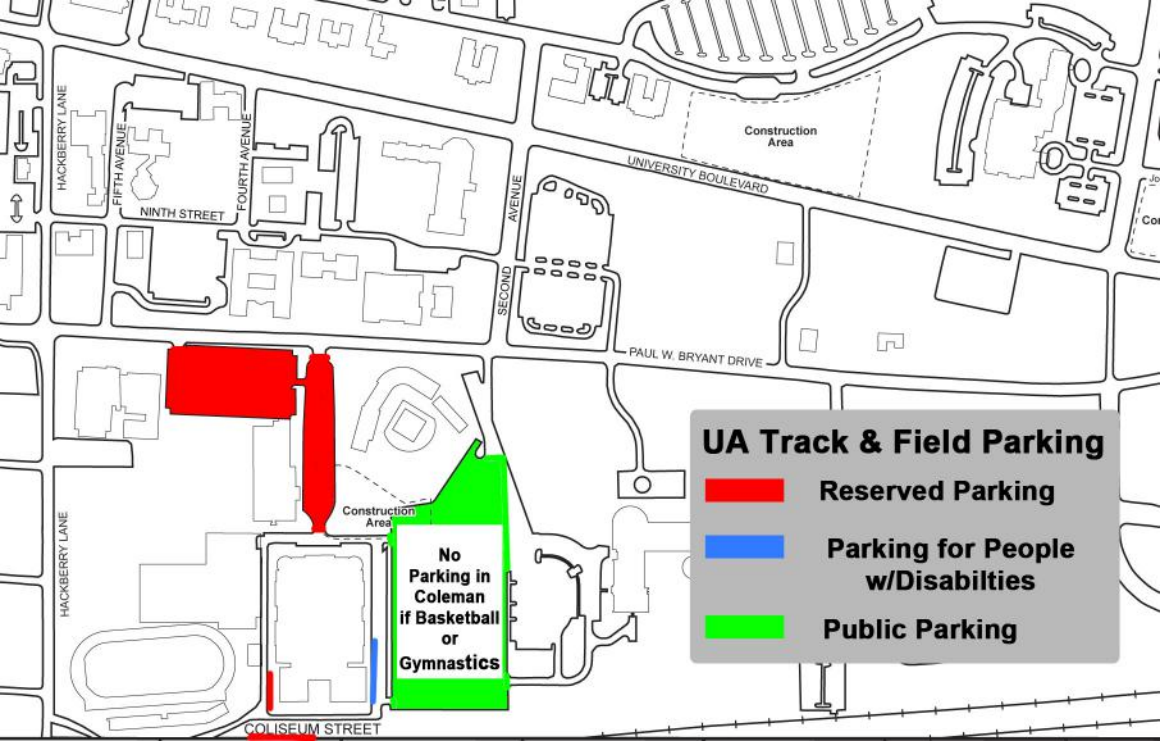 HACKBERRY LANE
FIFTH AVENUE
FOURTH AVENUE
NINTH STREET
Construction
Area
UNIVERSITY BOULEVARD
AVENUE
SECOND
PAUL W. BRYANT DRIVE
UA Track & Field Parking
Reserved Parking
Parking for People
w/Disabilties
Public Parking
Construction
Area
No
Parking in
Coleman
if Basketball
or
Gymnastics
HACKBERRY LANE
COLISEUM STREET